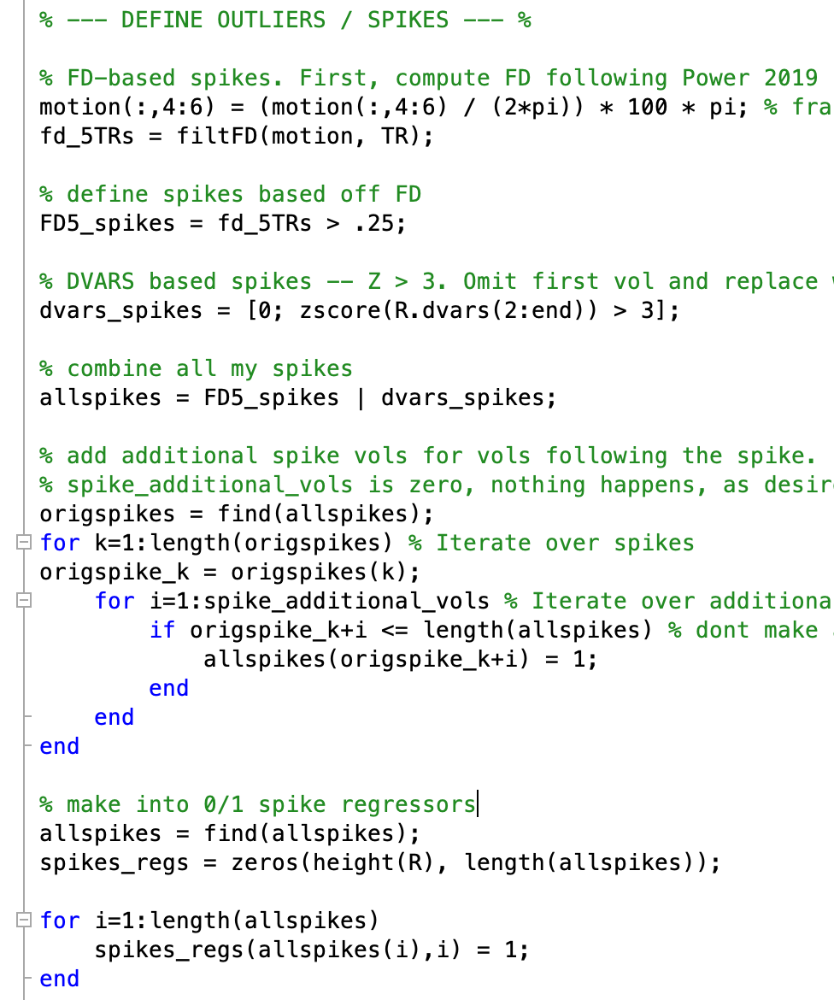 % --- DEFINE OUTLIERS / SPIKES --- %
% FD-based spikes. First, compute FD following Power 2019
motion(:,4:6) = (motion(:,4:6) / (2*pi)) * 100 * pi; %
fd_5TRs = filtFD(motion, TR);
% define spikes based off FD
FD5_spikes = fd_5TRs > .25;
% DVARS based spikes -- Z > 3. Omit first vol and replace
dvars_spikes = [0; zscore(R.dvars(2:end)) > 3];
% combine all my spikes
allspikes = FD5_spikes | dvars_spikes;
% add additional spike vols for vols following the spike.
% spike_additional_vols is zero, nothing happens, as
origspikes = find(allspikes);
for k=1:length(origspikes) % Iterate over spikes
origspike_k = origspikes(k);
for i=1:spike_additional_vols % Iterate over
if origspike_k+i <= length(allspikes) % dont make
allspikes(origspike_k+i) = 1;
end
end
end
% make into 0/1 spike regressors
allspikes = find(allspikes);
spikes_regs = zeros(height(R), length(allspikes));
for i=1:length(allspikes)
spikes_regs(allspikes(i),i) = 1;
end